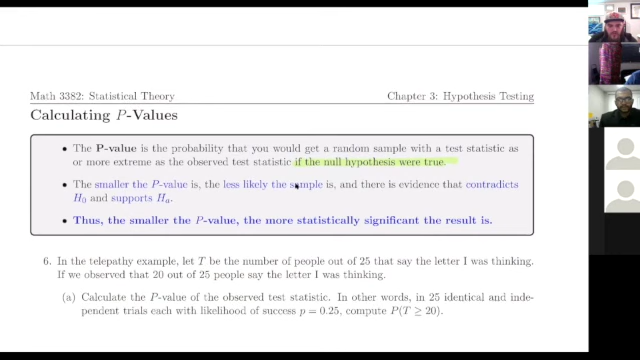 Math 3382: Statistical Theory
Chapter 3: Hypothesis Testing
Calculating P-Values
• The P-value is the probability that you would get a random sample with a test statistic as
or more extreme as the observed test statistic if the null hypothesis were true.
• The smaller the P-value is, the less likely the sample is, and there is evidence that contradicts
H₀ and supports Hₐ.
• Thus, the smaller the P-value, the more statistically significant the result is.
6. In the telepathy example, let T be the number of people out of 25 that say the letter I was thinking.
If we observed that 20 out of 25 people say the letter I was thinking.
(a) Calculate the P-value of the observed test statistic. In other words, in 25 identical and inde-
pendent trials each with likelihood of success p = 0.25, compute P(T ≥ 20).